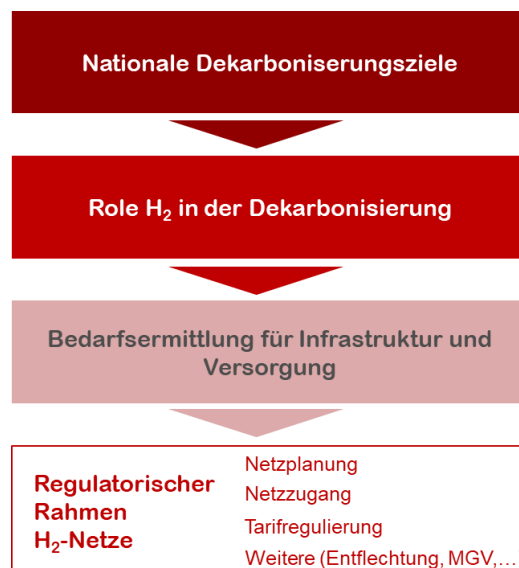 Nationale Dekarboniserungsziele
Role H₂ in der Dekarbonisierung
Bedarfsermittlung für Infrastruktur und
Versorgung
Regulatorischer
Rahmen
H₂-Netze
Netzplanung
Netzzugang
Tarifregulierung
Weitere (Entflechtung, MGV,…